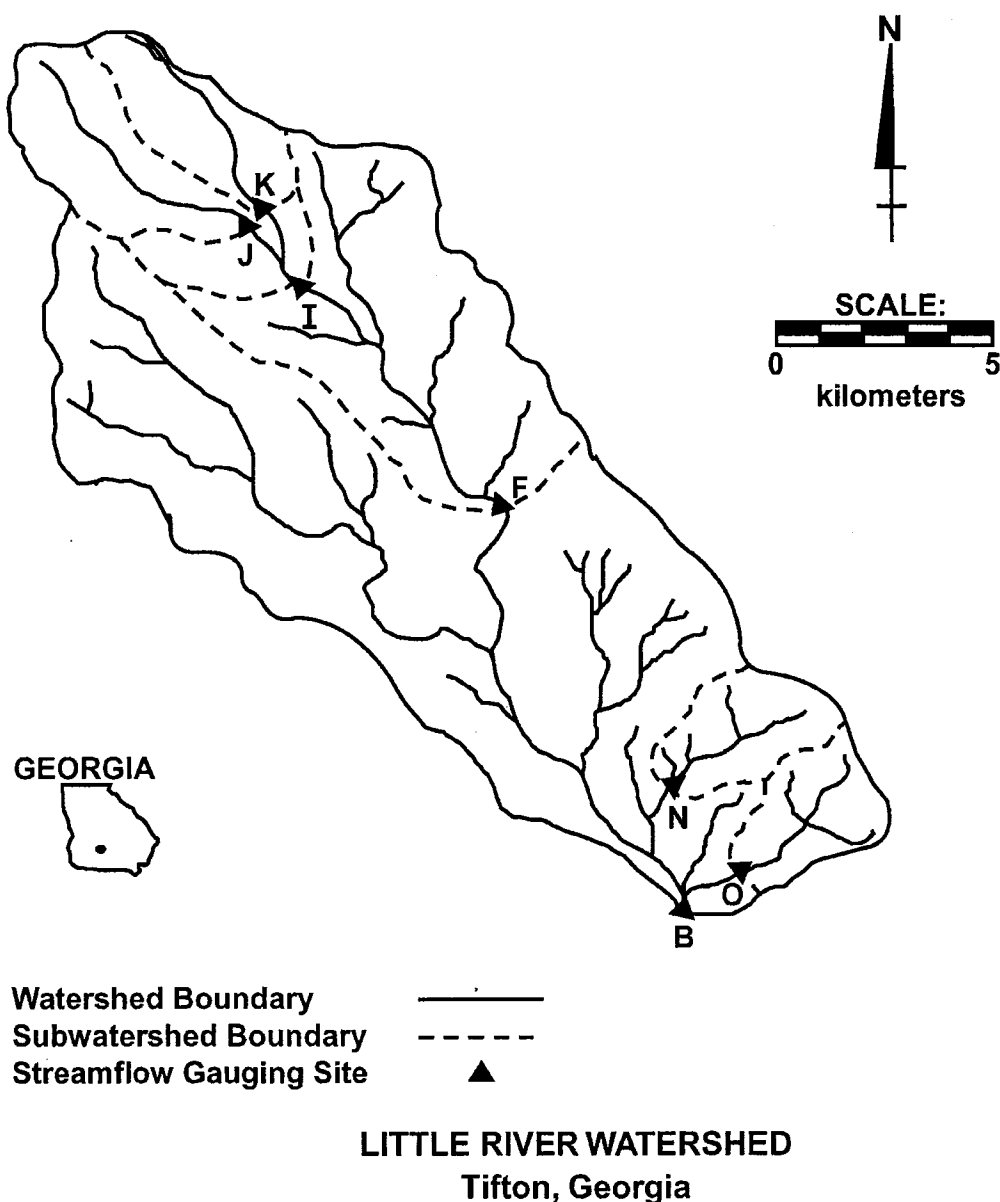 N
K
J
I
SCALE:
0 5
kilometers
F
GEORGIA
N
O
B
Watershed Boundary
Subwatershed Boundary
Streamflow Gauging Site
LITTLE RIVER WATERSHED
Tifton, Georgia